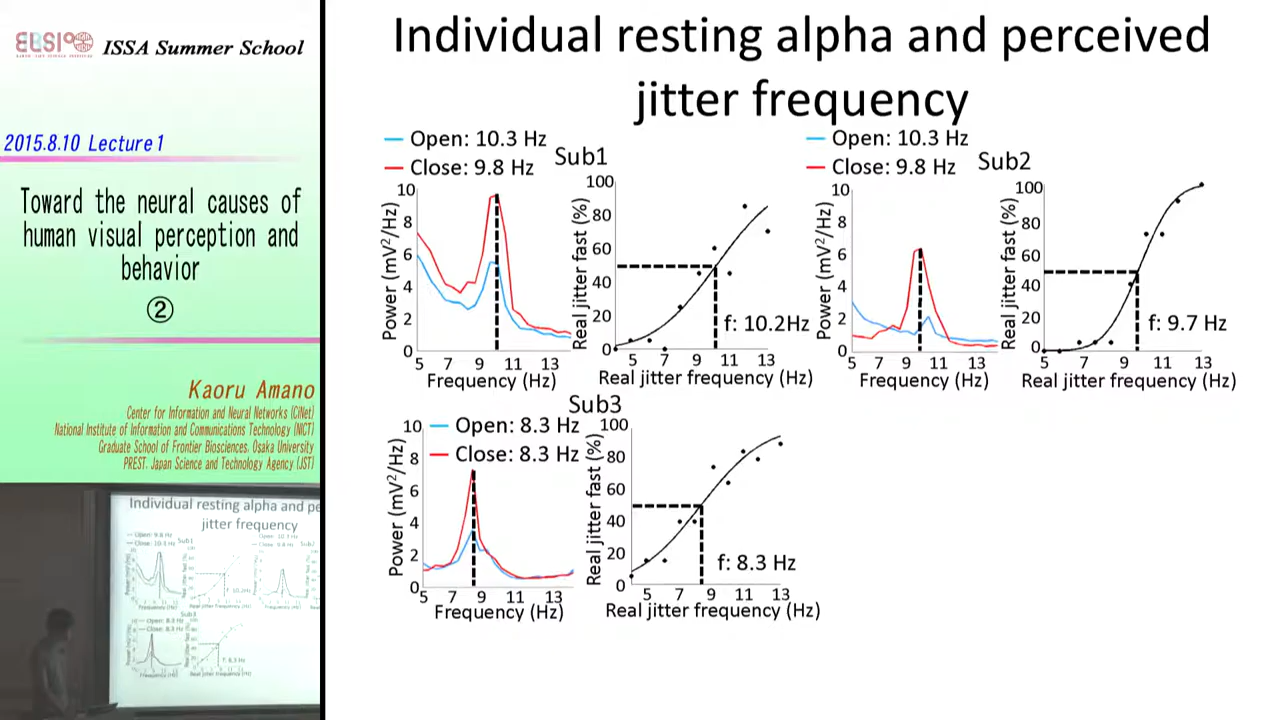 ELSI
ISSA Summer School
2015.8.10 Lecture1
Toward the neural causes of
human visual perception and
behavior
②
Kaoru Amano
Center for Information and Neural Networks (CiNet)
National Institute of Information and Communications Technology (NICT)
Graduate School of Frontier Biosciences, Osaka University
PREST, Japan Science and Technology Agency (JST)
Individual resting alpha and perceived
jitter frequency
Open: 10.3 Hz
Close: 9.8 Hz
Sub1
10
8
6
4
2
0
5 7 9 11 13
Power (mV²/Hz)
Frequency (Hz)
100
80
60
40
20
0
5 7 9 11 13
Real jitter fast (%)
Real jitter frequency (Hz)
f: 10.2Hz
Open: 10.3 Hz
Close: 9.8 Hz
Sub2
10
8
6
4
2
0
5 7 9 11 13
Power (mV²/Hz)
Frequency (Hz)
100
80
60
40
20
0
5 7 9 11 13
Real jitter fast (%)
Real jitter frequency (Hz)
f: 9.7 Hz
Sub3
Open: 8.3 Hz
Close: 8.3 Hz
10
8
6
4
2
0
5 7 9 11 13
Power (mV²/Hz)
Frequency (Hz)
100
80
60
40
20
0
5 7 9 11 13
Real jitter fast (%)
Real jitter frequency (Hz)
f: 8.3 Hz
Individual resting alpha and pe
jitter frequency